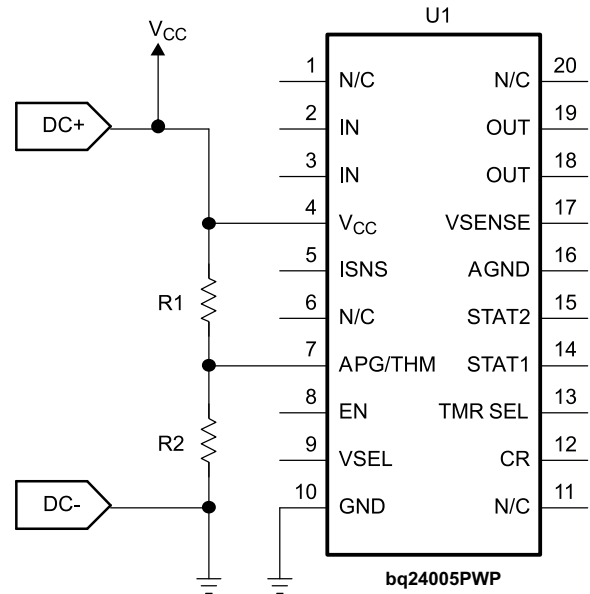 U1
VCC
1 N/C N/C 20
DC+
2 IN OUT 19
3 IN OUT 18
4 VCC VSENSE 17
5 ISNS AGND 16
R1
6 N/C STAT2 15
7 APG/THM STAT1 14
8 EN TMR SEL 13
R2
9 VSEL CR 12
DC-
10 GND N/C 11
bq24005PWP